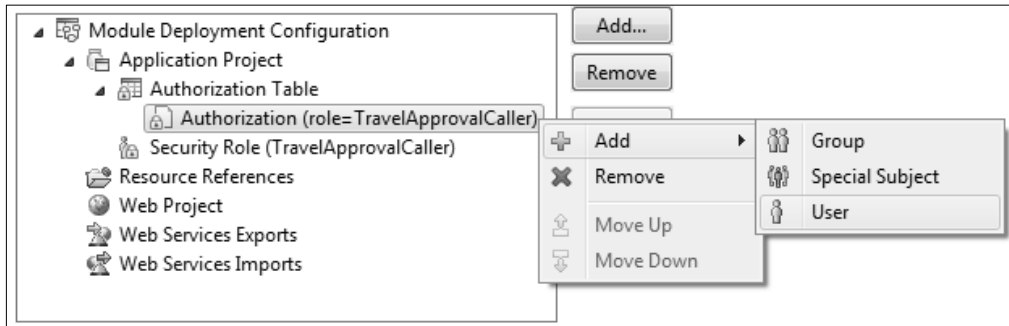 Module Deployment Configuration
Application Project
Authorization Table
Authorization (role=TravelApprovalCaller)
Security Role (TravelApprovalCaller)
Resource References
Web Project
Web Services Exports
Web Services Imports
Add...
Remove
Add
Remove
Move Up
Move Down
Group
Special Subject
User